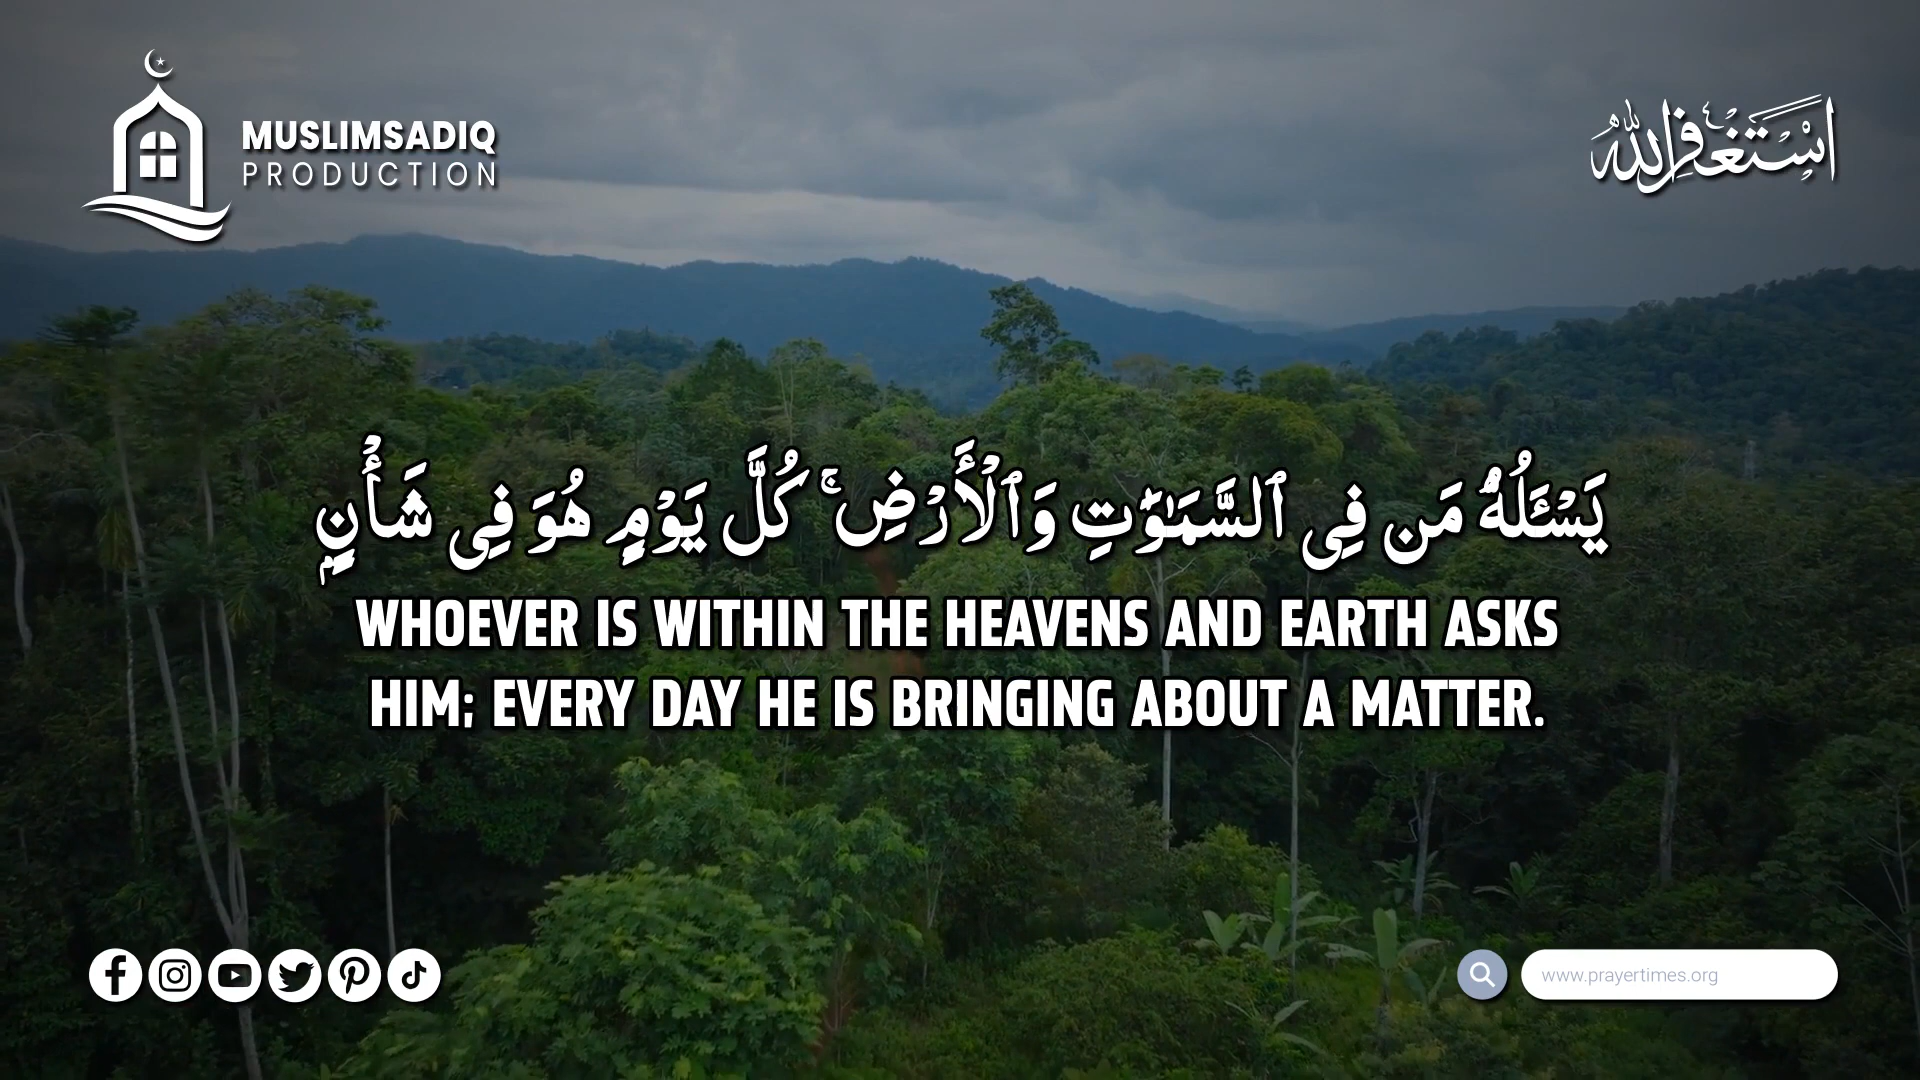 MUSLIMSADIQ
PRODUCTION
استغفر الله
يَسْـَٔلُهُۥ مَن فِى ٱلسَّمَـٰوَٰتِ وَٱلْأَرْضِ ۚ كُلَّ يَوْمٍ هُوَ فِى شَأْنٍۢ
WHOEVER IS WITHIN THE HEAVENS AND EARTH ASKS
HIM; EVERY DAY HE IS BRINGING ABOUT A MATTER.
www.prayertimes.org